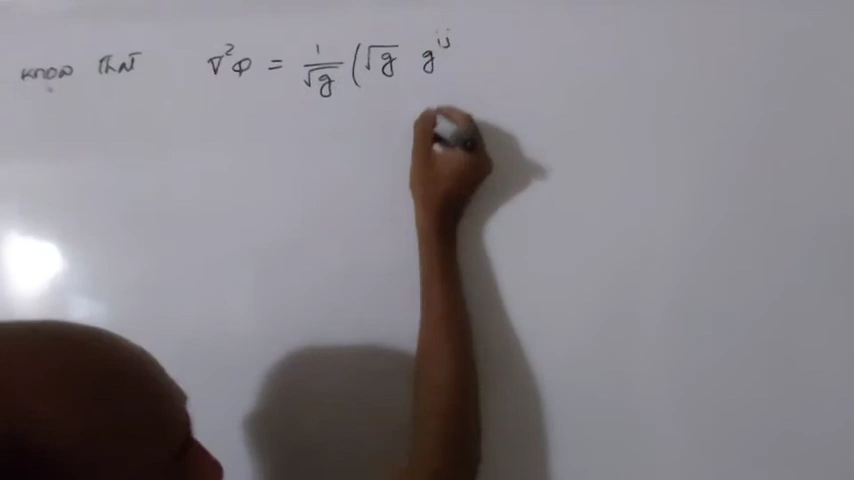 know that ∇²Φ = 1/√g (√g g^ij